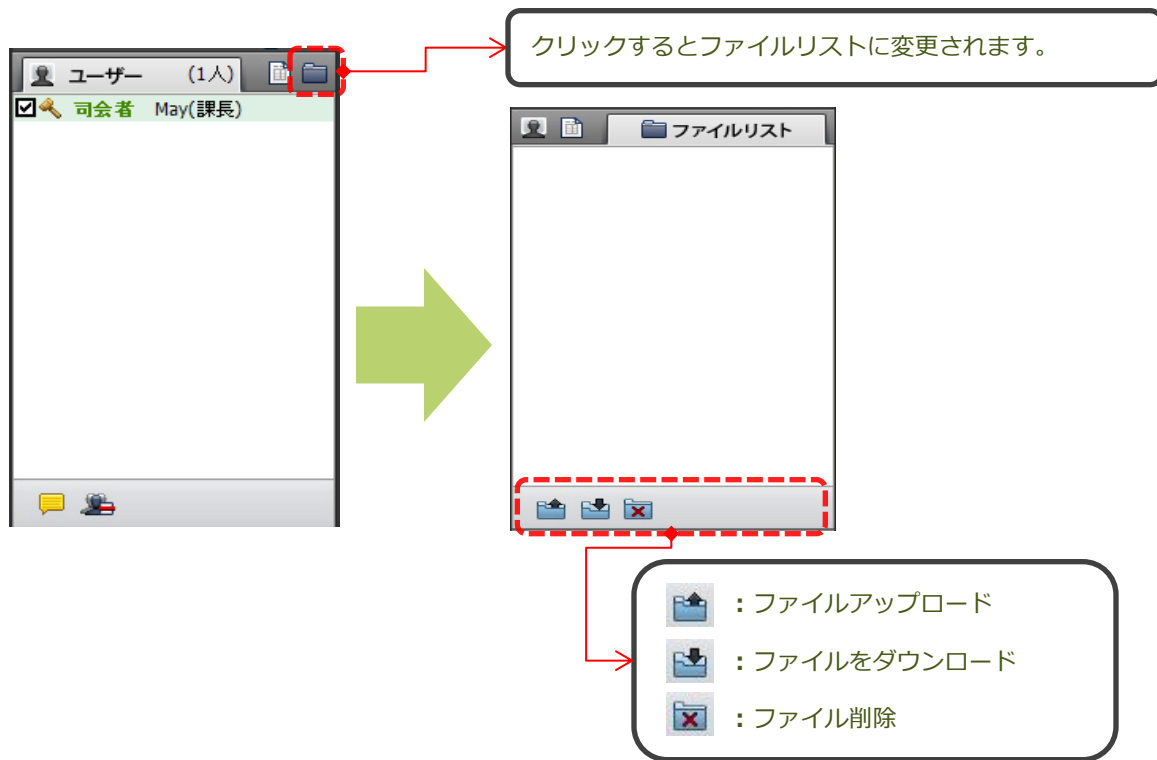 クリックするとファイルリストに変更されます。
ユーザー (1人)
司会者 May(課長)
ファイルリスト
：ファイルアップロード
：ファイルをダウンロード
：ファイル削除